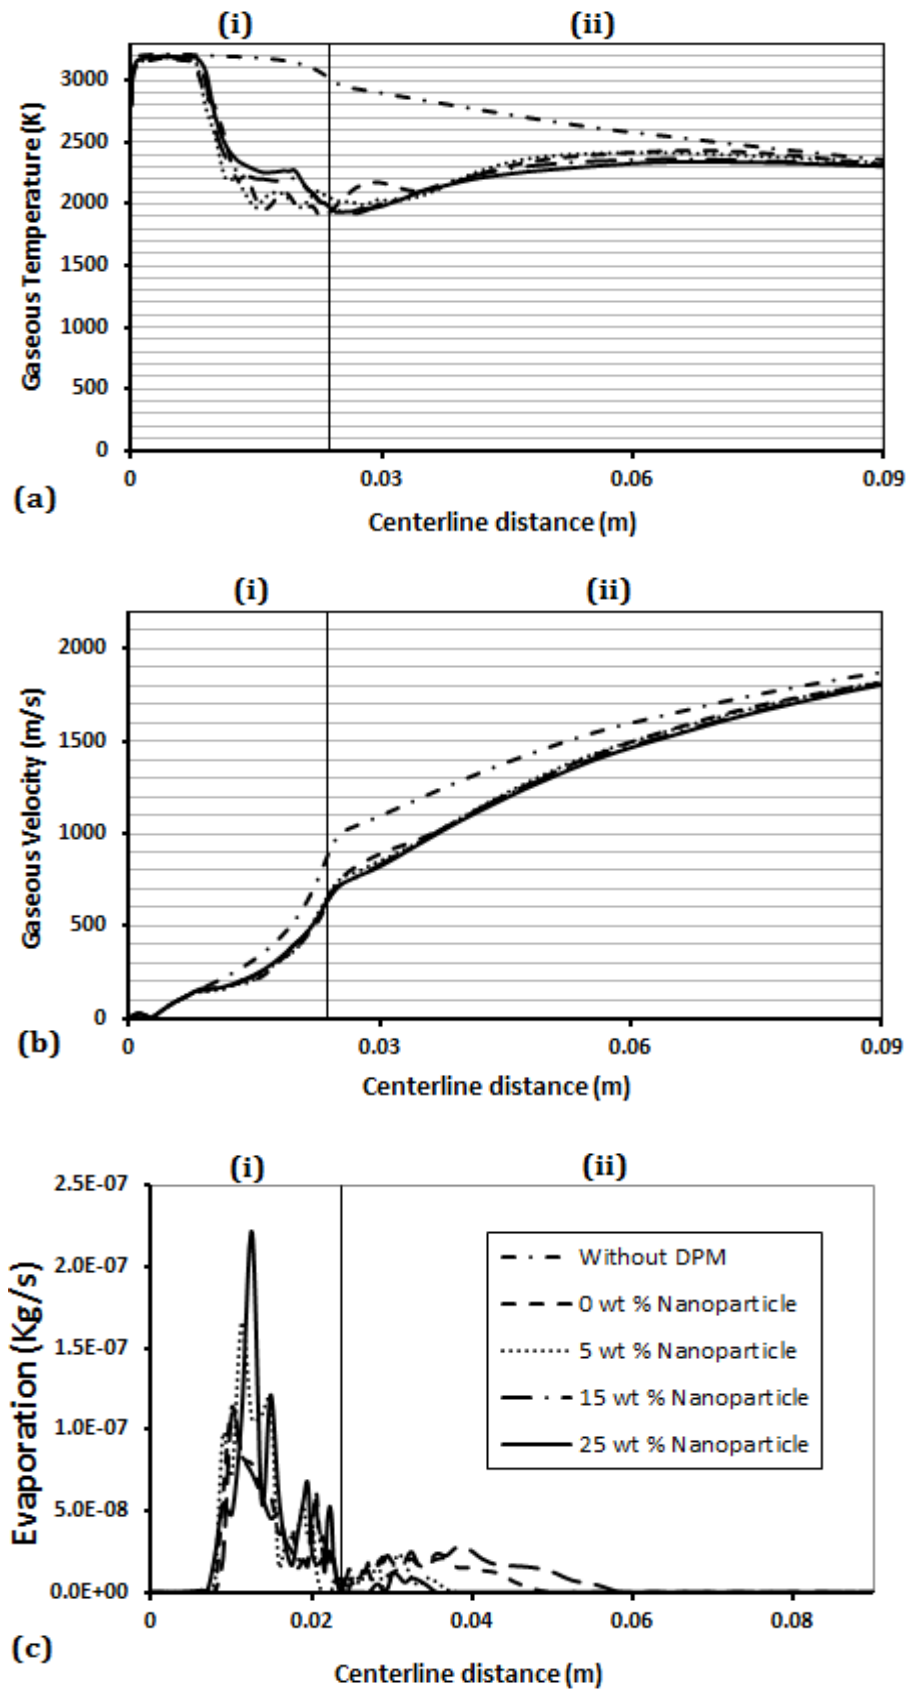 (i) (ii)
3000
2500
2000
1500
1000
500
0
Gaseous Temperature (K)
0 0.03 0.06 0.09
(a)
Centerline distance (m)
(i) (ii)
2000
1500
1000
500
0
Gaseous Velocity (m/s)
0 0.03 0.06 0.09
(b)
Centerline distance (m)
(i) (ii)
2.5E-07
2.0E-07
1.5E-07
1.0E-07
5.0E-08
0.0E+00
Evaporation (Kg/s)
Without DPM
0 wt % Nanoparticle
5 wt % Nanoparticle
15 wt % Nanoparticle
25 wt % Nanoparticle
0 0.02 0.04 0.06 0.08
(c)
Centerline distance (m)